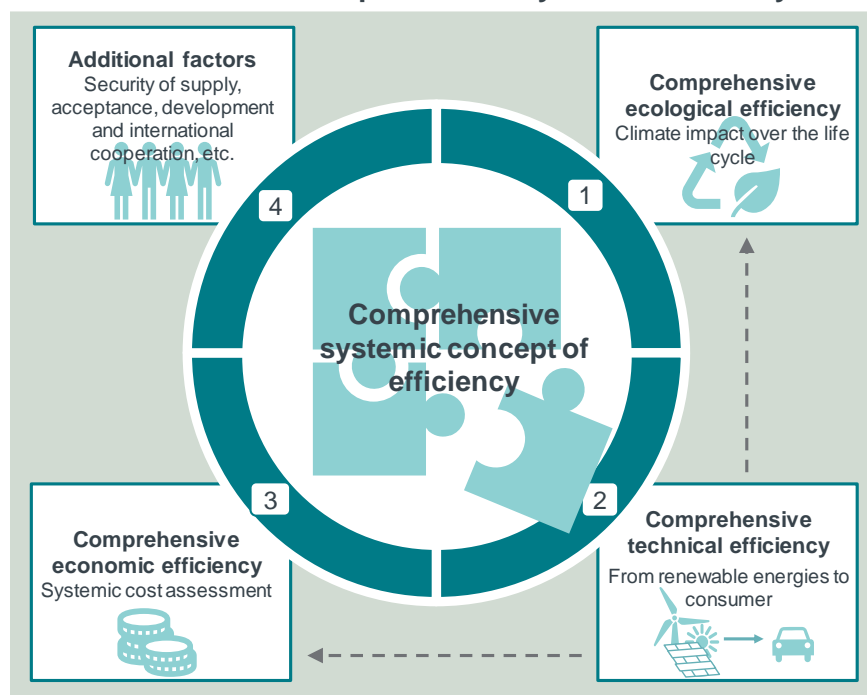 Additional factors
Security of supply,
acceptance, development
and international
cooperation, etc.
Comprehensive
ecological efficiency
Climate impact over the life
cycle
4
1
Comprehensive
systemic concept of
efficiency
3
2
Comprehensive
economic efficiency
Systemic cost assessment
Comprehensive
technical efficiency
From renewable energies to
consumer